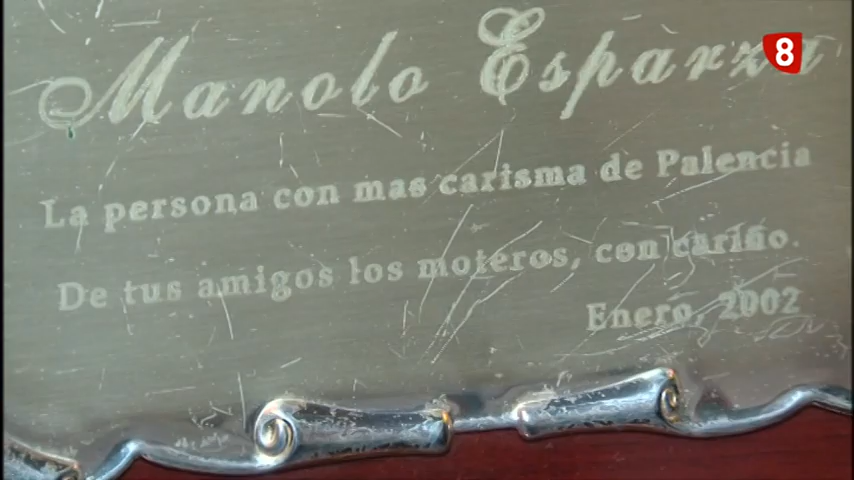 8
Manolo Esparza
La persona con mas carisma de Palencia
De tus amigos los moteros, con cariño.
Enero, 2002